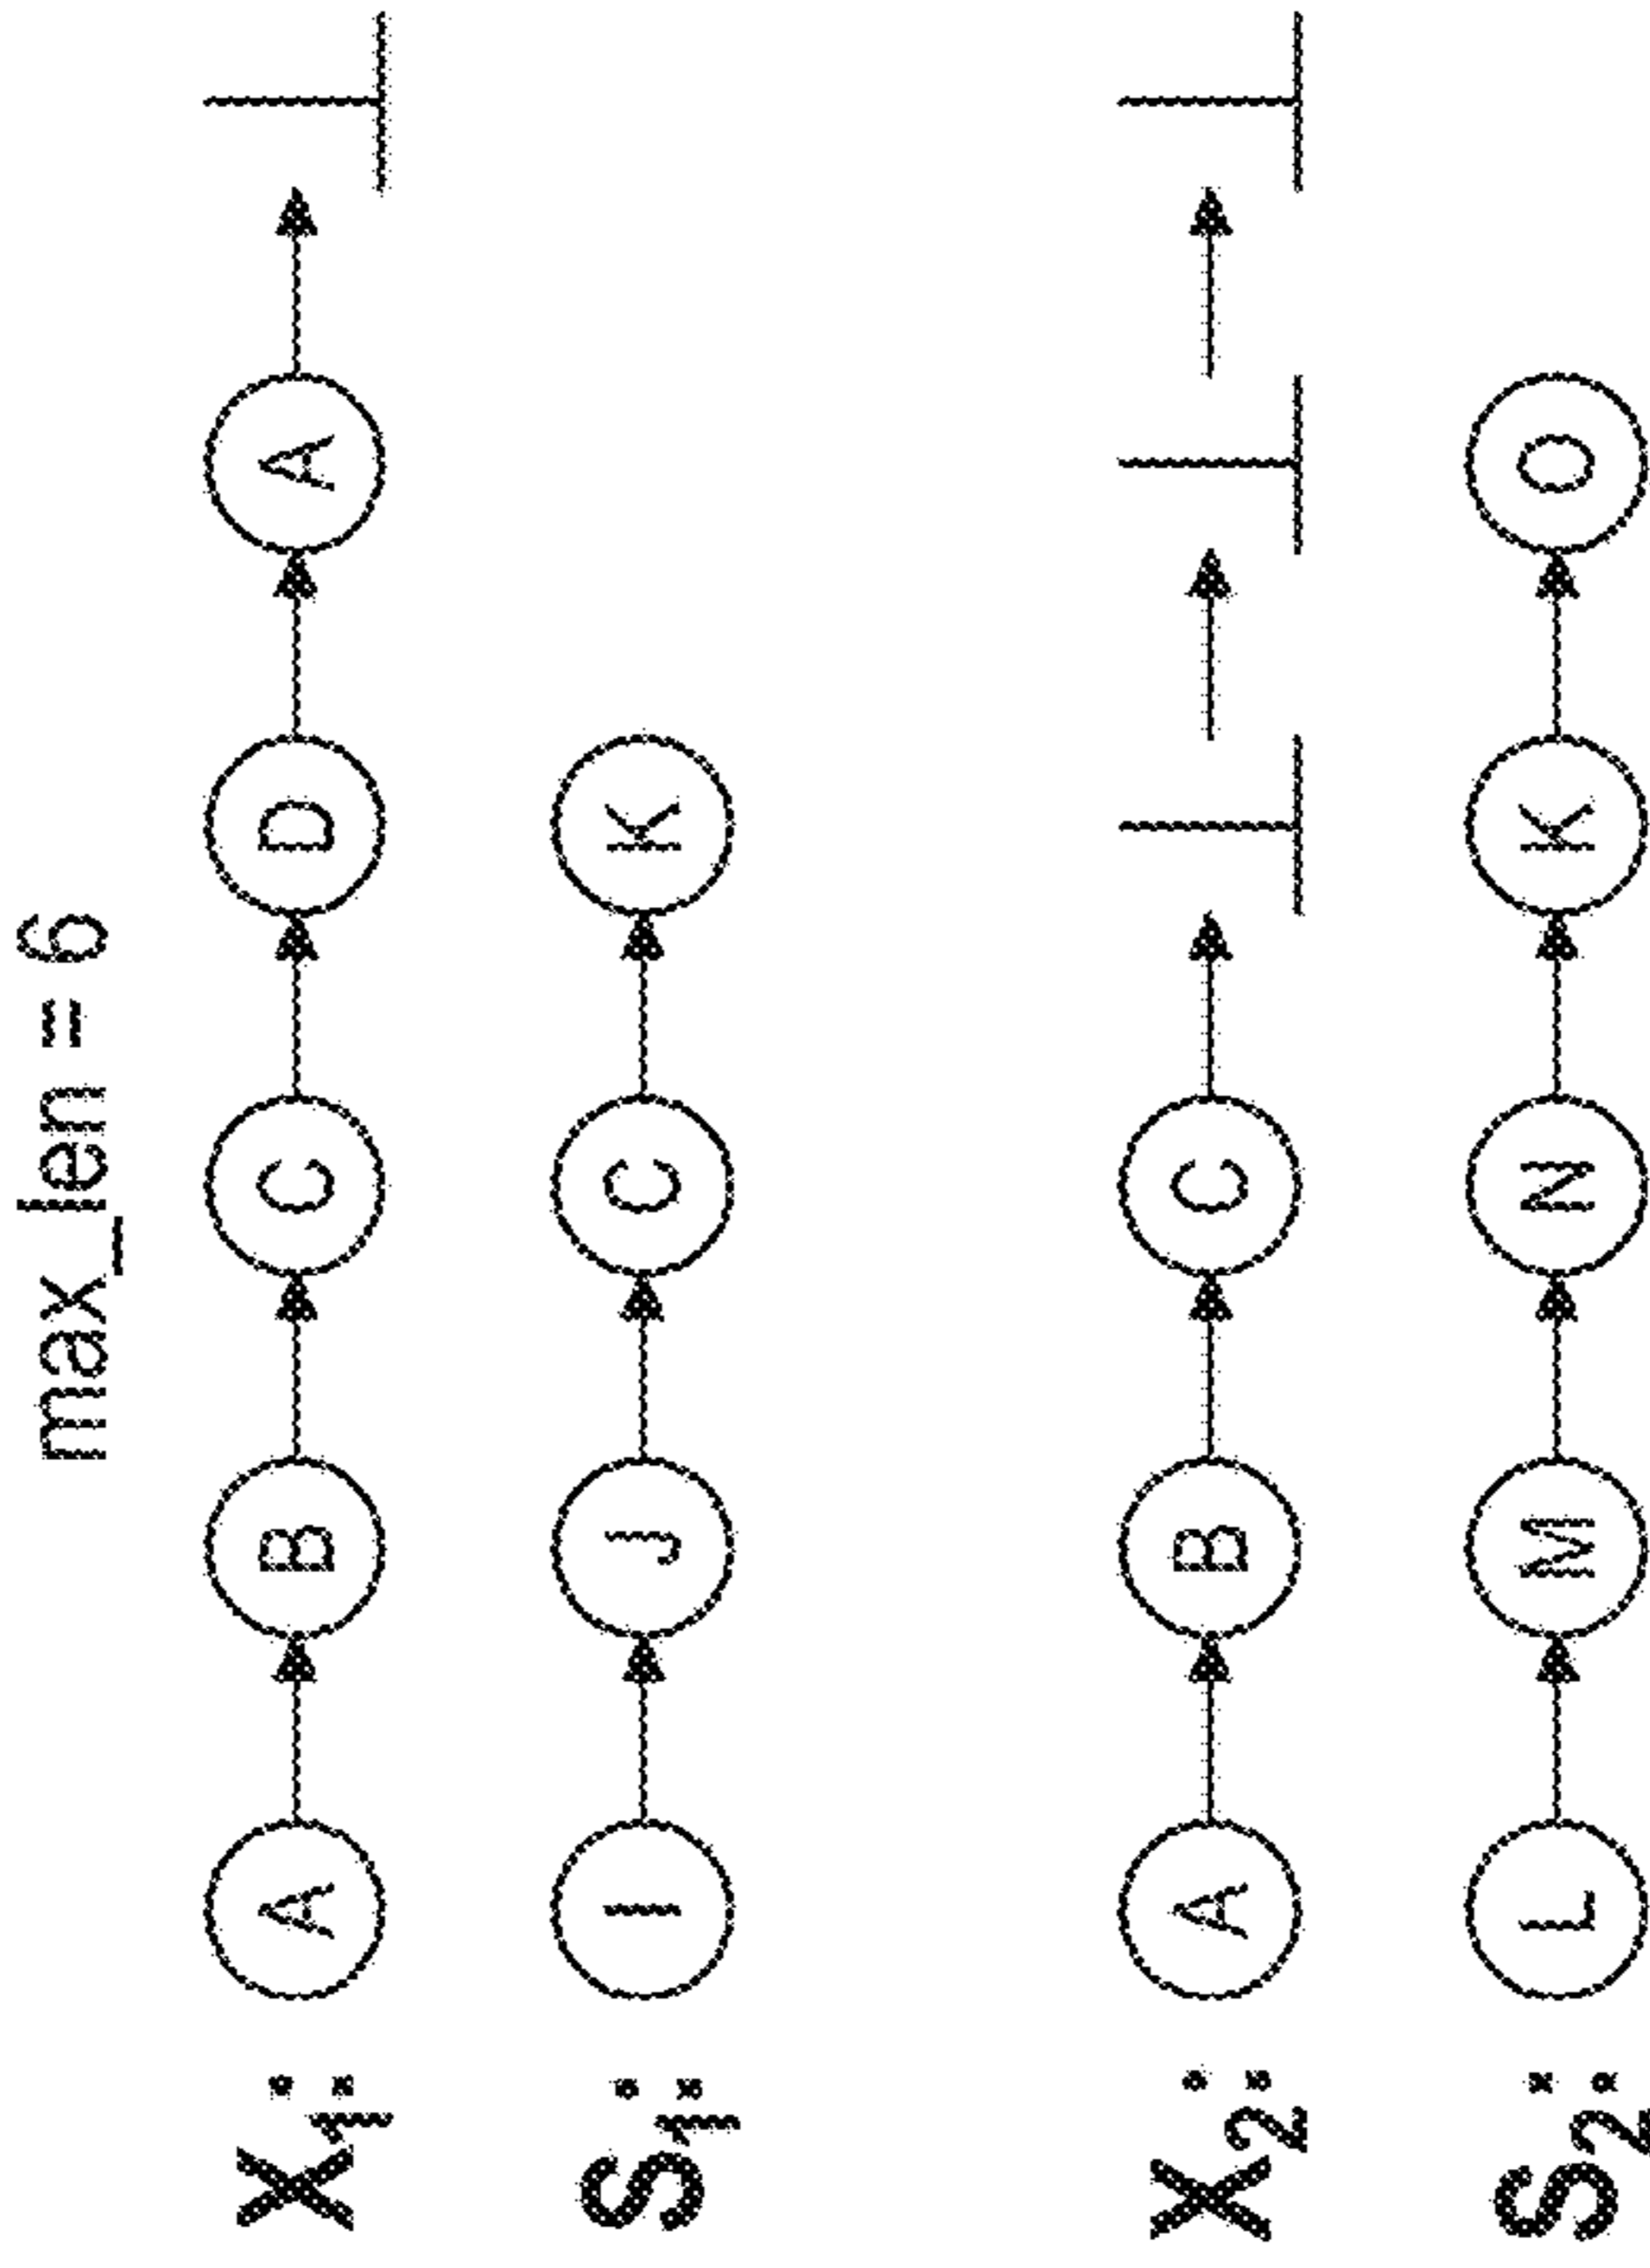 max_len = 6
X₁: A B C D A ⊥
S₁: I J C K
X₂: A B C ⊥ ⊥ ⊥
S₂: L M N K O